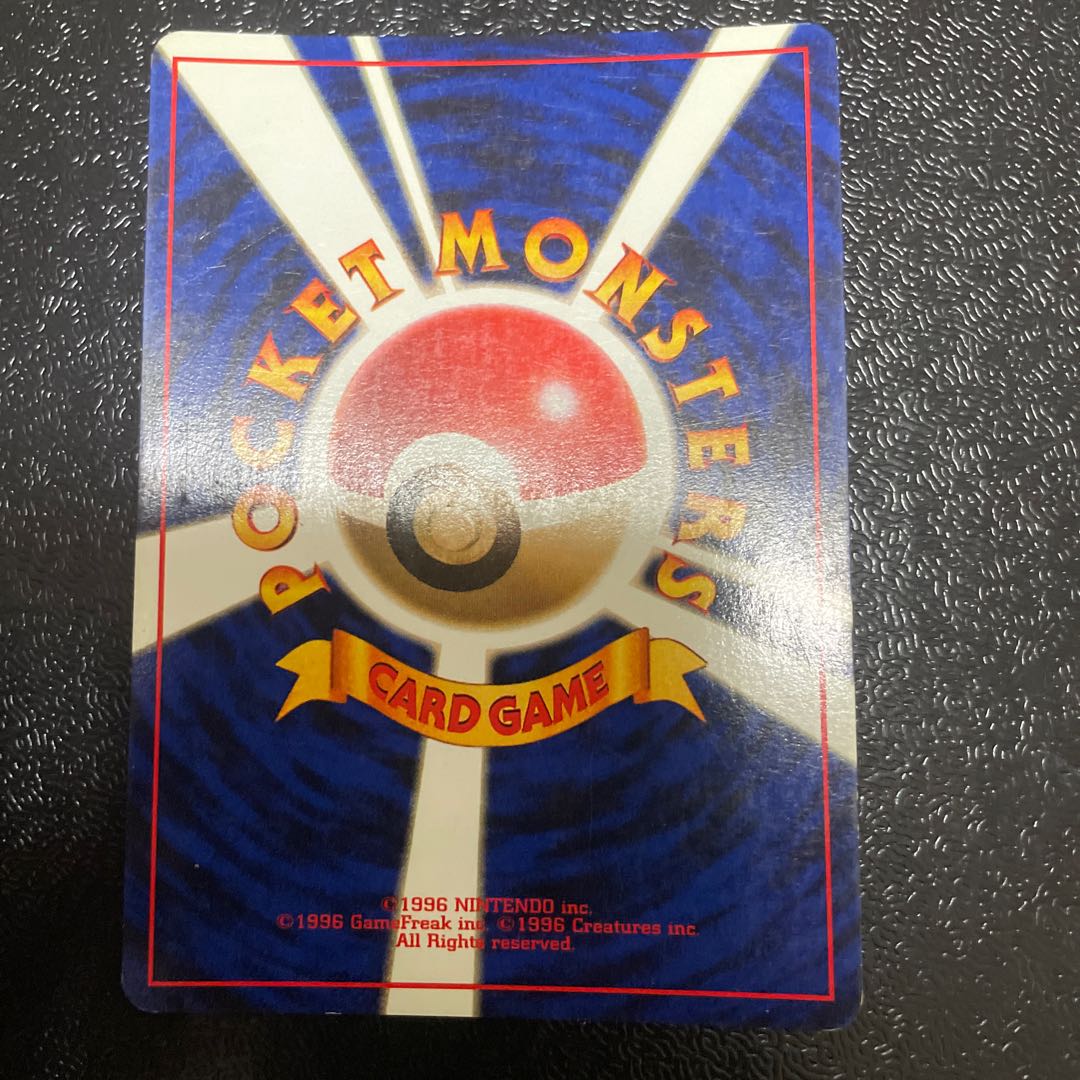 POCKET MONSTERS
CARD GAME
©1996 NINTENDO inc.
©1996 GameFreak inc. ©1996 Creatures inc.
All Rights reserved.